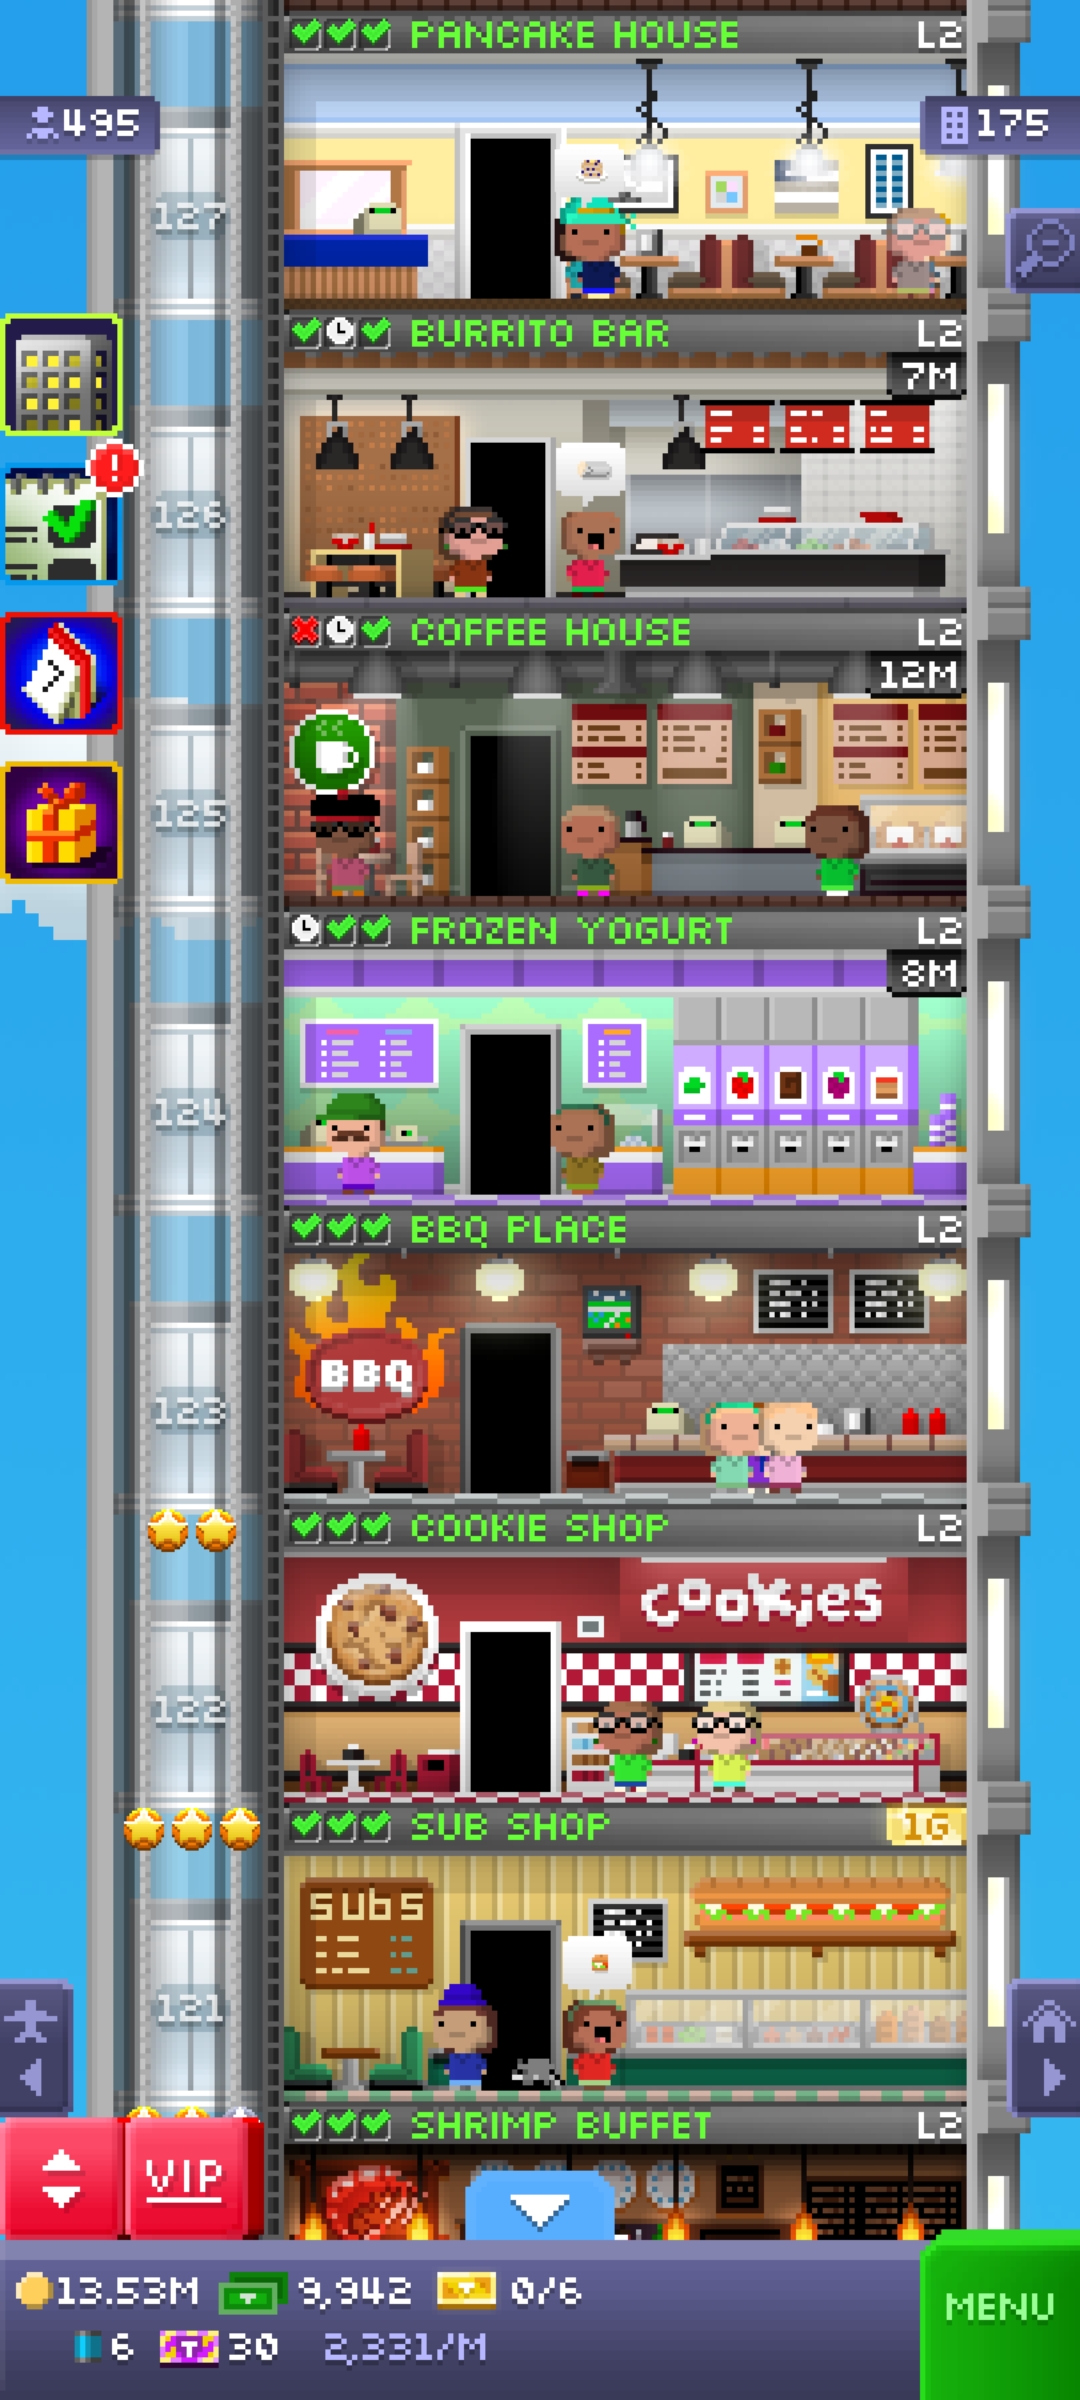 PANCAKE HOUSE L2
495
175
127
BURRITO BAR L2
7M
126
COFFEE HOUSE L2
12M
7
125
FROZEN YOGURT L2
8M
124
BBQ PLACE L2
BBQ
123
COOKIE SHOP L2
cookies
122
SUB SHOP 1G
subs
121
SHRIMP BUFFET L2
VIP
13.53M 9,942 0/6
6 T 30 2,331/M
MENU